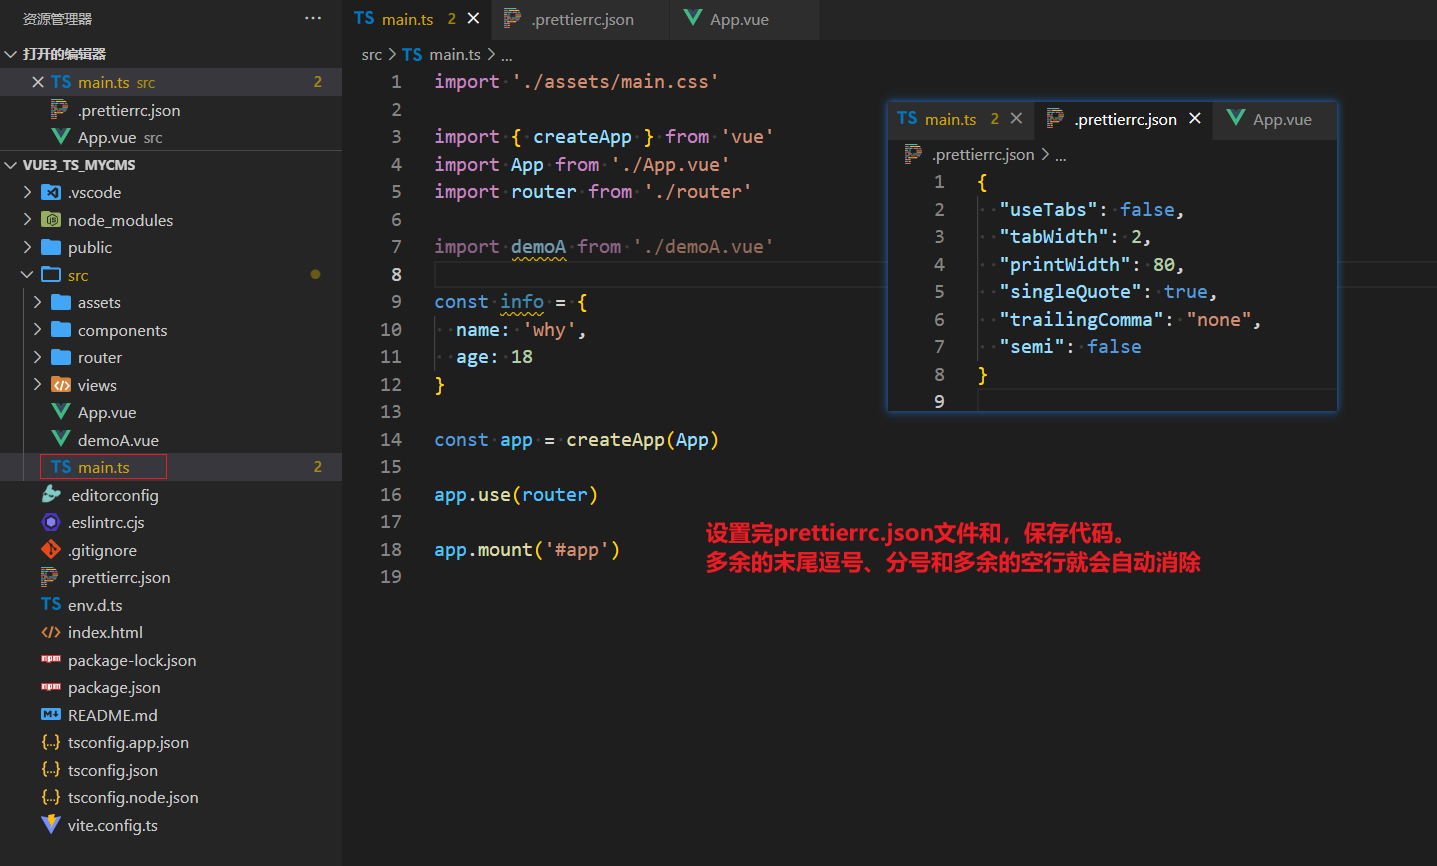 资源管理器 ···
打开的编辑器
main.ts src 2
.prettierrc.json
App.vue src
VUE3_TS_MYCMS
.vscode
node_modules
public
src
assets
components
router
views
App.vue
demoA.vue
TS main.ts 2
.editorconfig
.eslintrc.cjs
.gitignore
.prettierrc.json
TS env.d.ts
index.html
package-lock.json
package.json
README.md
tsconfig.app.json
tsconfig.json
tsconfig.node.json
vite.config.ts
TS main.ts 2 .prettierrc.json App.vue
src > TS main.ts > ...
1 import './assets/main.css'
2
3 import { createApp } from 'vue'
4 import App from './App.vue'
5 import router from './router'
6
7 import demoA from './demoA.vue'
8
9 const info = {
10 name: 'why',
11 age: 18
12 }
13
14 const app = createApp(App)
15
16 app.use(router)
17
18 app.mount('#app')
19
TS main.ts 2 .prettierrc.json App.vue
.prettierrc.json > ...
1 {
2 "useTabs": false,
3 "tabWidth": 2,
4 "printWidth": 80,
5 "singleQuote": true,
6 "trailingComma": "none",
7 "semi": false
8 }
9
设置完prettierrc.json文件和，保存代码。
多余的末尾逗号、分号和多余的空行就会自动消除